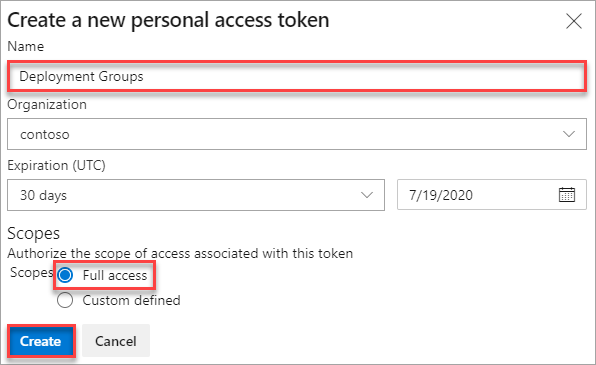 Create a new personal access token
Name
Deployment Groups
Organization
contoso
Expiration (UTC)
30 days 7/19/2020
Scopes
Authorize the scope of access associated with this token
Scopes Full access
Custom defined
Create Cancel